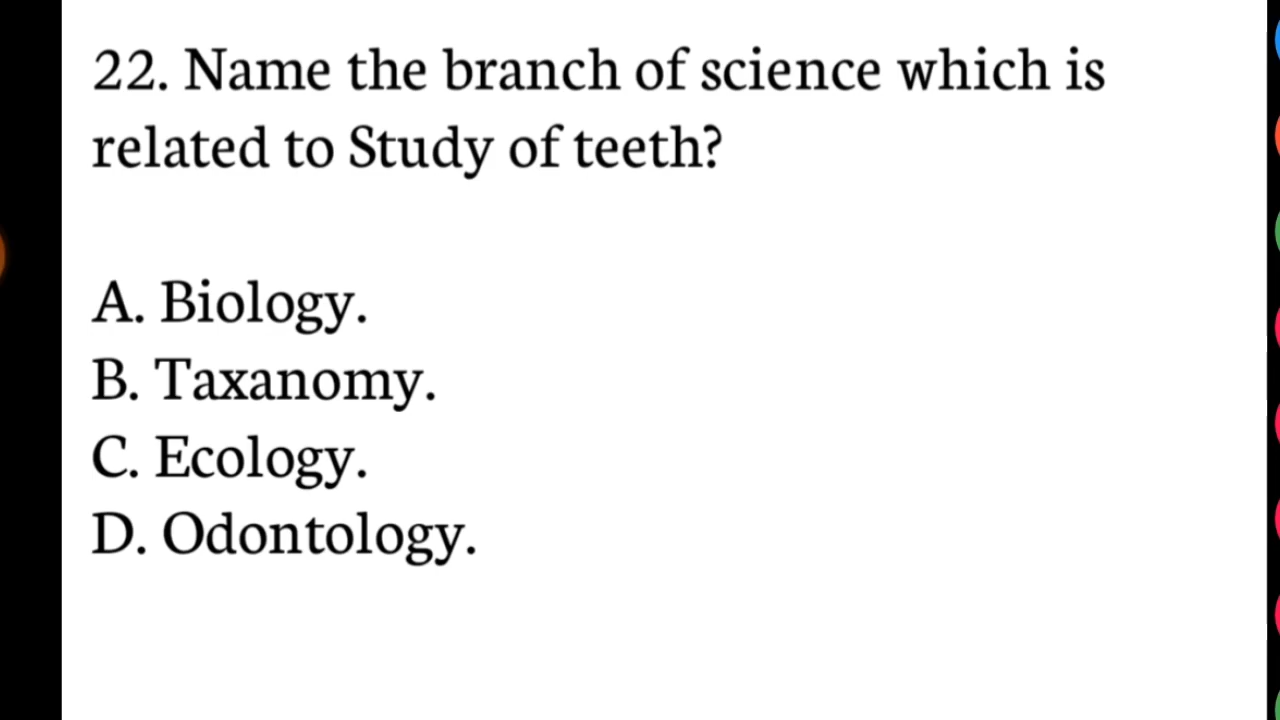 22. Name the branch of science which is
related to Study of teeth?
A. Biology.
B. Taxanomy.
C. Ecology.
D. Odontology.